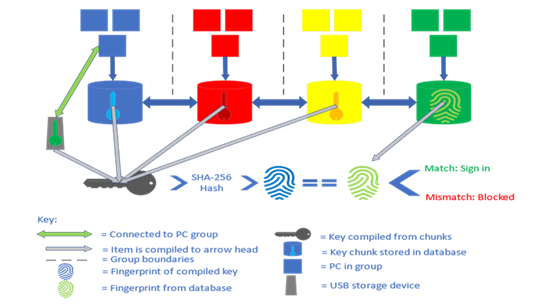 Match: Sign in
SHA-256
Hash
Mismatch: Blocked
Key:
= Connected to PC group
= Item is compiled to arrow head
= Group boundaries
= Fingerprint of compiled key
= Fingerprint from database
= Key compiled from chunks
= Key chunk stored in database
= PC in group
= USB storage device